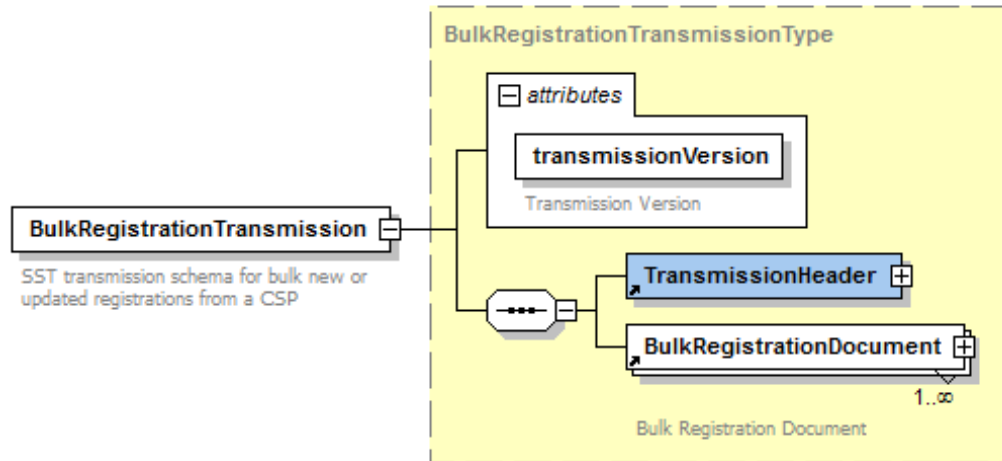 BulkRegistrationTransmissionType
attributes
transmissionVersion
Transmission Version
BulkRegistrationTransmission
SST transmission schema for bulk new or
updated registrations from a CSP
TransmissionHeader
BulkRegistrationDocument
1..∞
Bulk Registration Document